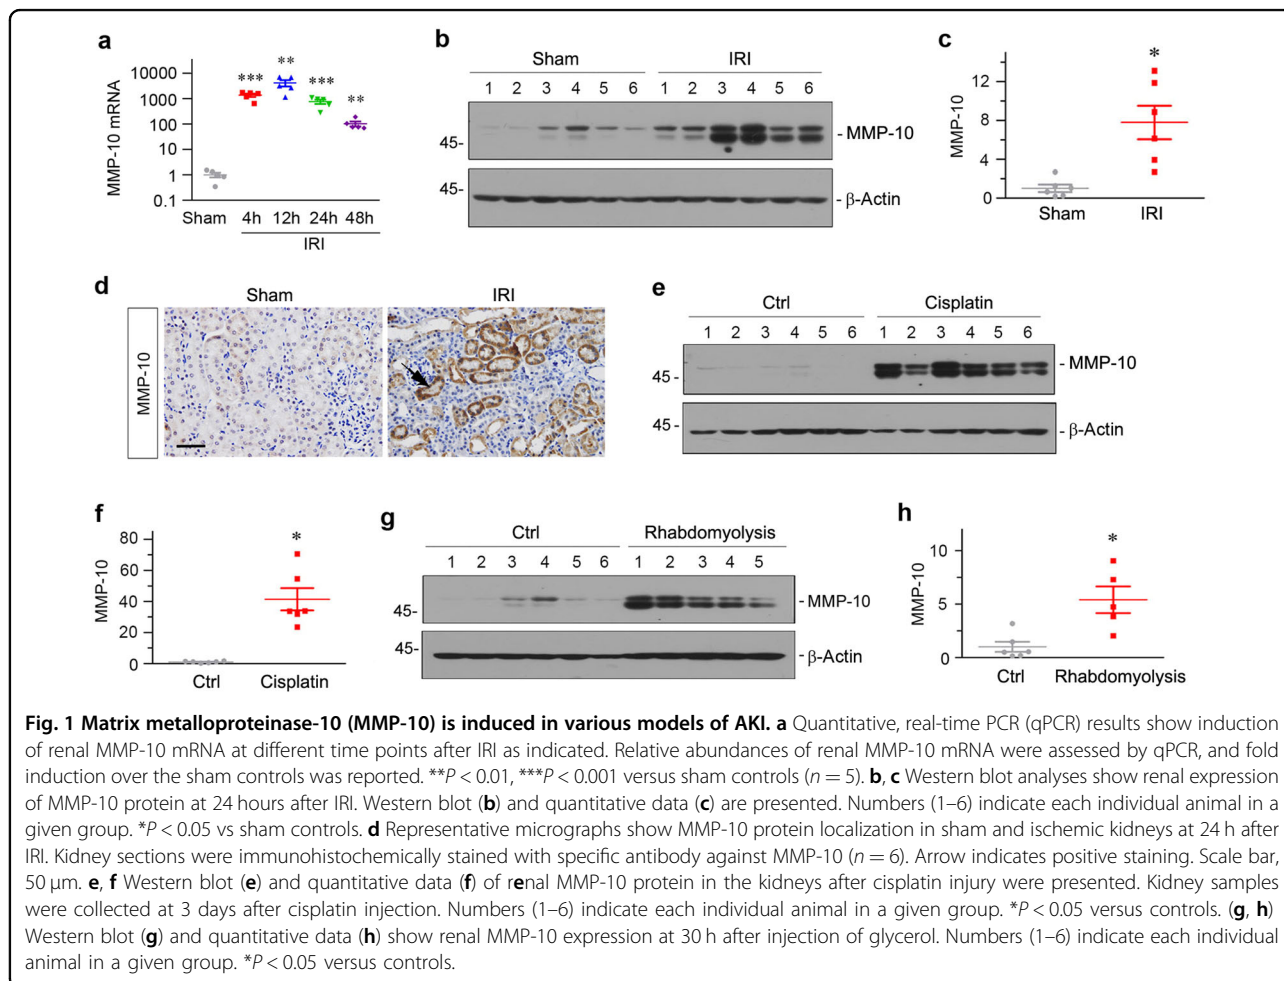 a
MMP-10 mRNA
10000
1000
100
10
1
0.1
***
**
***
**
Sham
4h
12h
24h
48h
IRI
b
Sham
IRI
1 2 3 4 5 6 1 2 3 4 5 6
45-
-MMP-10
45-
-β-Actin
c
MMP-10
12
8
4
0
*
Sham
IRI
d
Sham
IRI
MMP-10
e
Ctrl
Cisplatin
1 2 3 4 5 6 1 2 3 4 5 6
45-
-MMP-10
45-
-β-Actin
f
MMP-10
80
60
40
20
0
*
Ctrl
Cisplatin
g
Ctrl
Rhabdomyolysis
1 2 3 4 5 6 1 2 3 4 5
45-
-MMP-10
45-
-β-Actin
h
MMP-10
10
5
0
*
Ctrl
Rhabdomyolysis
Fig. 1 Matrix metalloproteinase-10 (MMP-10) is induced in various models of AKI. a Quantitative, real-time PCR (qPCR) results show induction
of renal MMP-10 mRNA at different time points after IRI as indicated. Relative abundances of renal MMP-10 mRNA were assessed by qPCR, and fold
induction over the sham controls was reported. **P < 0.01, ***P < 0.001 versus sham controls (n = 5). b, c Western blot analyses show renal expression
of MMP-10 protein at 24 hours after IRI. Western blot (b) and quantitative data (c) are presented. Numbers (1–6) indicate each individual animal in a
given group. *P < 0.05 vs sham controls. d Representative micrographs show MMP-10 protein localization in sham and ischemic kidneys at 24 h after
IRI. Kidney sections were immunohistochemically stained with specific antibody against MMP-10 (n = 6). Arrow indicates positive staining. Scale bar,
50 μm. e, f Western blot (e) and quantitative data (f) of renal MMP-10 protein in the kidneys after cisplatin injury were presented. Kidney samples
were collected at 3 days after cisplatin injection. Numbers (1–6) indicate each individual animal in a given group. *P < 0.05 versus controls. (g, h)
Western blot (g) and quantitative data (h) show renal MMP-10 expression at 30 h after injection of glycerol. Numbers (1–6) indicate each individual
animal in a given group. *P < 0.05 versus controls.